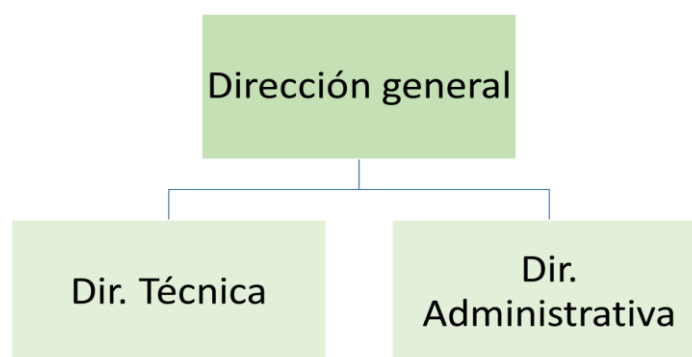 Dirección general
Dir. Técnica
Dir.
Administrativa